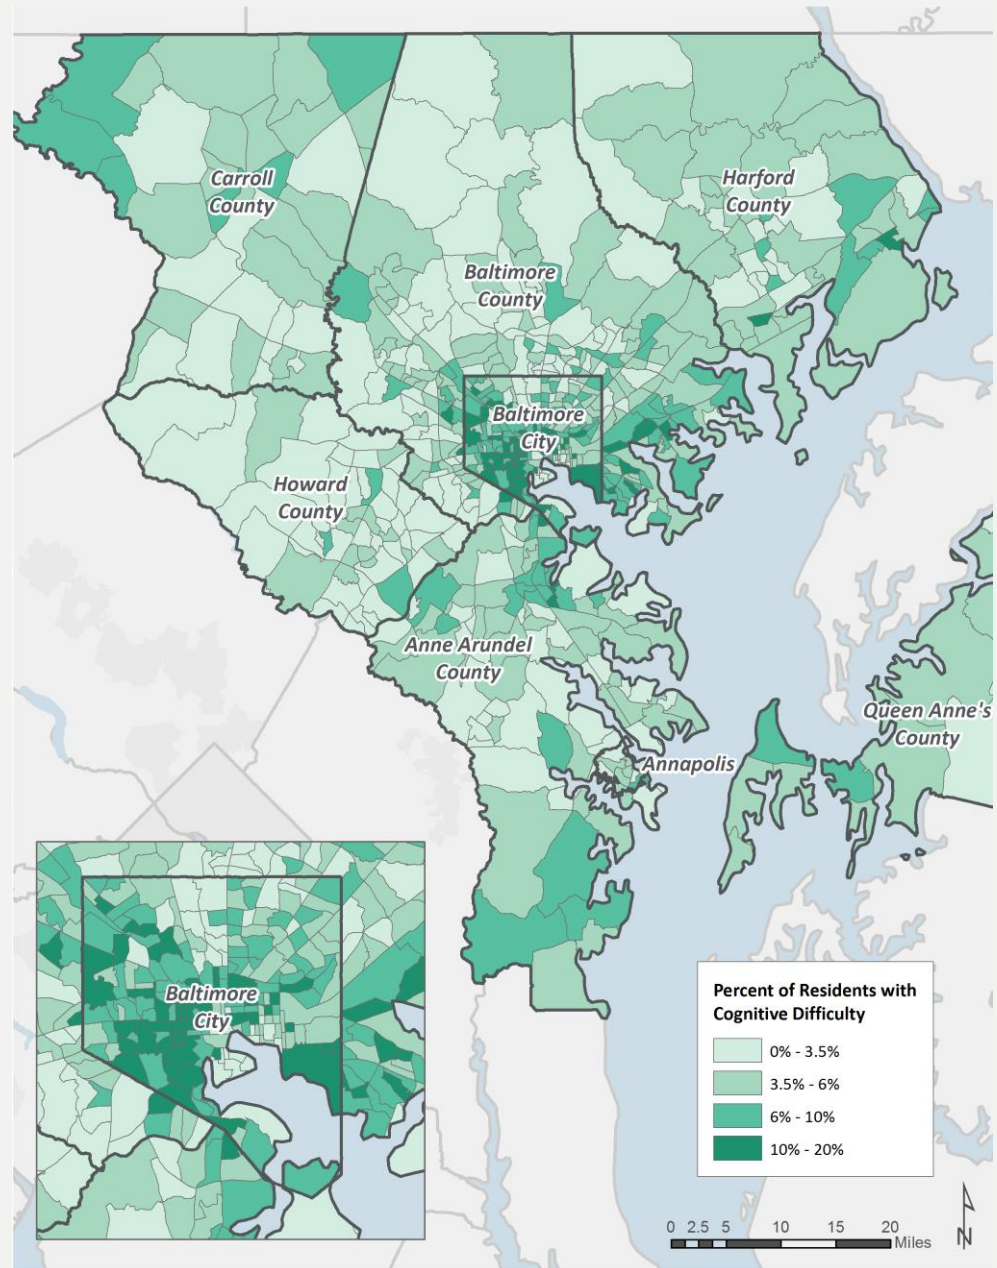 Carroll
County
Harford
County
Baltimore
County
Baltimore
City
Howard
County
Anne Arundel
County
Queen Anne's
County
Annapolis
Baltimore
City
Percent of Residents with
Cognitive Difficulty
0% - 3.5%
3.5% - 6%
6% - 10%
10% - 20%
0 2.5 5 10 15 20
Miles
N